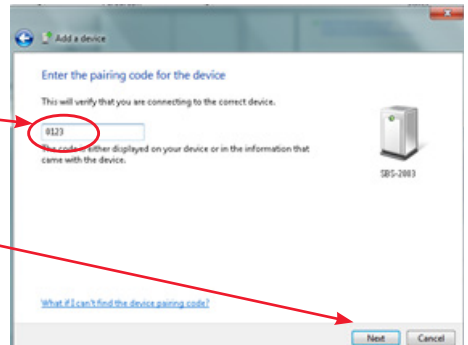 Add a device
Enter the pairing code for the device
This will verify that you are connecting to the correct device.
0123
The code is either displayed on your device or in the information that
came with the device.
SBS-2003
What if I can't find the device pairing code?
Next
Cancel